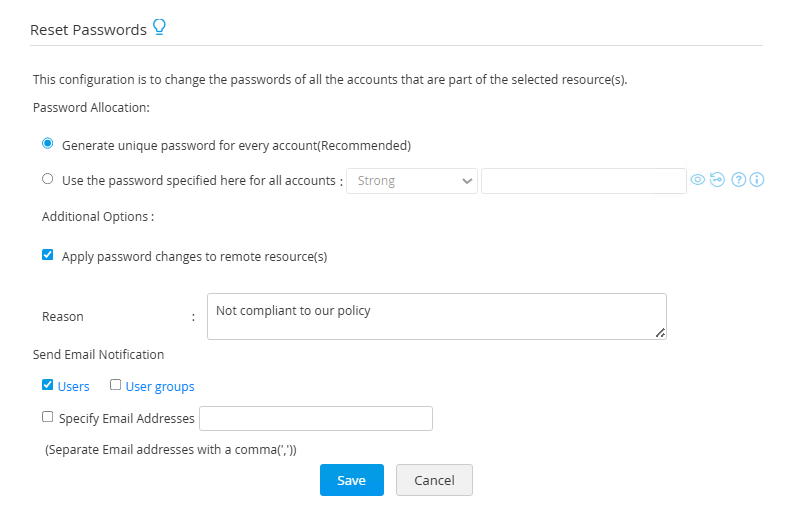 Reset Passwords
This configuration is to change the passwords of all the accounts that are part of the selected resource(s).
Password Allocation:
Generate unique password for every account(Recommended)
Use the password specified here for all accounts : Strong
Additional Options :
Apply password changes to remote resource(s)
Reason : Not compliant to our policy
Send Email Notification
Users User groups
Specify Email Addresses
(Separate Email addresses with a comma(','))
Save Cancel